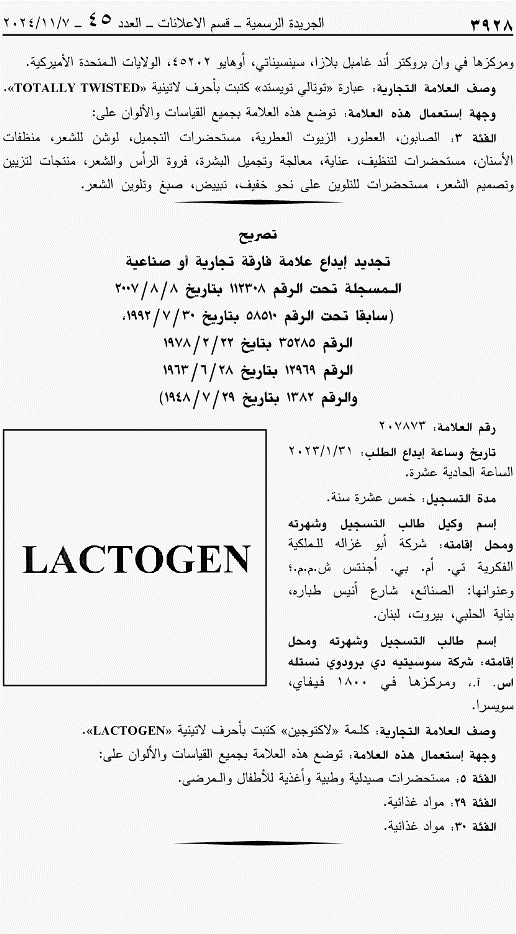 ٣٩٢٨ الجريدة الرسمية – قسم الاعلانات – العدد ٤٥ – ٢٠٢٤/١١/٧
ومركزها في وان بروكتر أند غامبل بلازا، سينسيناتي، أوهايو ٤٥٢٠٢، الولايات المتحدة الأميركية.
وصف العلامة التجارية: عبارة «توتالي تويستد» كتبت بأحرف لاتينية «TOTALLY TWISTED».
وجهة إستعمال هذه العلامة: توضع هذه العلامة بجميع القياسات والألوان على:
الفئة ٣: الصابون، العطور، الزيوت العطرية، مستحضرات التجميل، لوشن للشعر، منظفات
الأسنان، مستحضرات لتنظيف، عناية، معالجة وتجميل البشرة، فروة الرأس والشعر، منتجات لتزيين
وتصميم الشعر، مستحضرات للتلوين على نحو خفيف، تبييض، صبغ وتلوين الشعر.
تصريح
تجديد إيداع علامة فارقة تجارية أو صناعية
المسجلة تحت الرقم ١١٢٣٠٨ بتاريخ ٢٠٠٧/٨/٨
(سابقا تحت الرقم ٥٨٥١٠ بتاريخ ١٩٩٢/٧/٣٠،
الرقم ٣٥٢٨٥ بتايخ ١٩٧٨/٢/٢٢
الرقم ١٢٩٦٩ بتاريخ ١٩٦٣/٦/٢٨
والرقم ١٣٨٢ بتاريخ ١٩٤٨/٧/٢٩)
رقم العلامة: ٢٠٧٨٧٣
تاريخ وساعة إيداع الطلب: ٢٠٢٣/١/٣١
الساعة الحادية عشرة.
مدة التسجيل: خمس عشرة سنة.
إسم وكيل طالب التسجيل وشهرته
ومحل إقامته: شركة أبو غزاله للملكية
الفكرية تي. أم. بي. أجنتس ش.م.م.؛
وعنوانها: الصنائع، شارع أنيس طباره،
بناية الحلبي، بيروت، لبنان.
إسم طالب التسجيل وشهرته ومحل
إقامته: شركة سوسيتيه دي برودوي نستله
اس. آ.، ومركزها في ١٨٠٠ فيفاي،
سويسرا.
LACTOGEN
وصف العلامة التجارية: كلمة «لاكتوجين» كتبت بأحرف لاتينية «LACTOGEN».
وجهة إستعمال هذه العلامة: توضع هذه العلامة بجميع القياسات والألوان على:
الفئة ٥: مستحضرات صيدلية وطبية وأغذية للأطفال والمرضى.
الفئة ٢٩: مواد غذائية.
الفئة ٣٠: مواد غذائية.